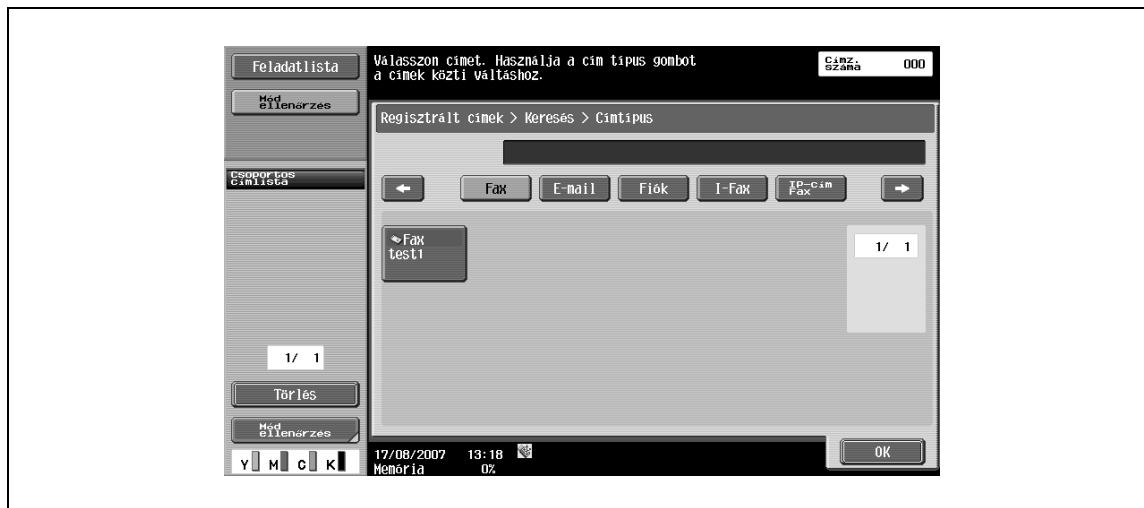 Feladatlista
Mód
ellenőrzés
Csoportos
címlista
1/ 1
Törlés
Mód
ellenőrzés
Y M C K
Válasszon címet. Használja a cím típus gombot
a címek közti váltáshoz.
Címz.
száma 000
Regisztrált címek > Keresés > Címtípus
Fax E-mail Fiók I-Fax IP-cím
Fax
Fax
test1
1/ 1
17/08/2007 13:18
Memória 0%
OK